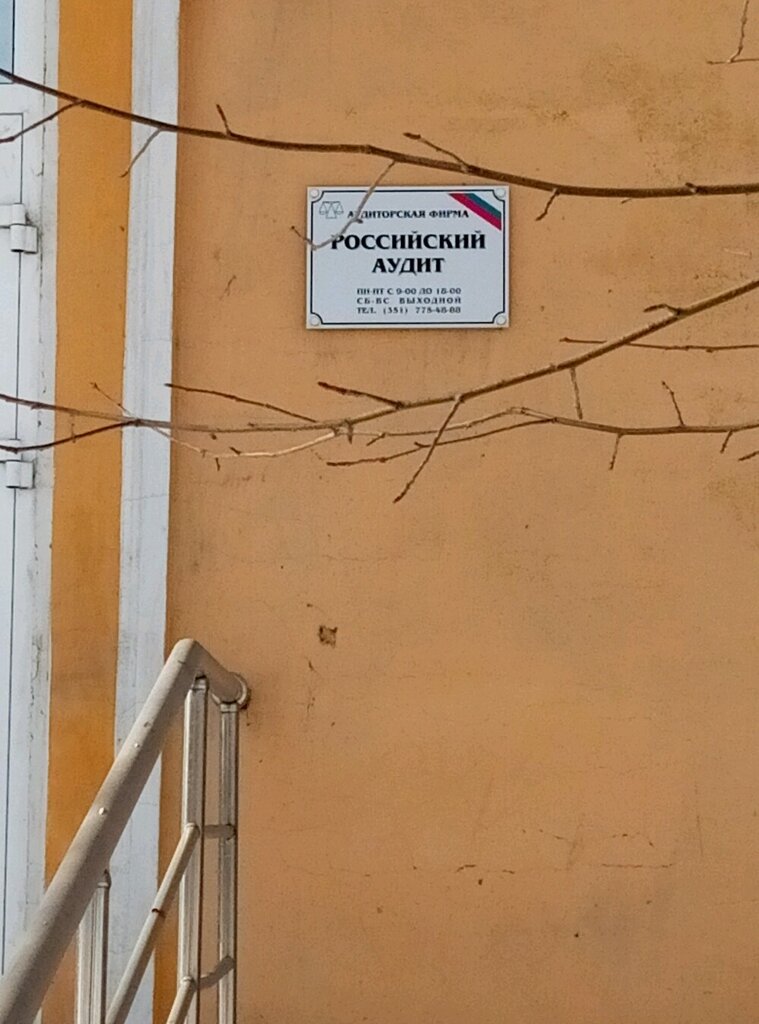 АУДИТОРСКАЯ ФИРМА
РОССИЙСКИЙ
АУДИТ
ПН-ПТ С 9-00 ДО 18-00
СБ-ВС ВЫХОДНОЙ
ТЕЛ. (351) 778-48-88